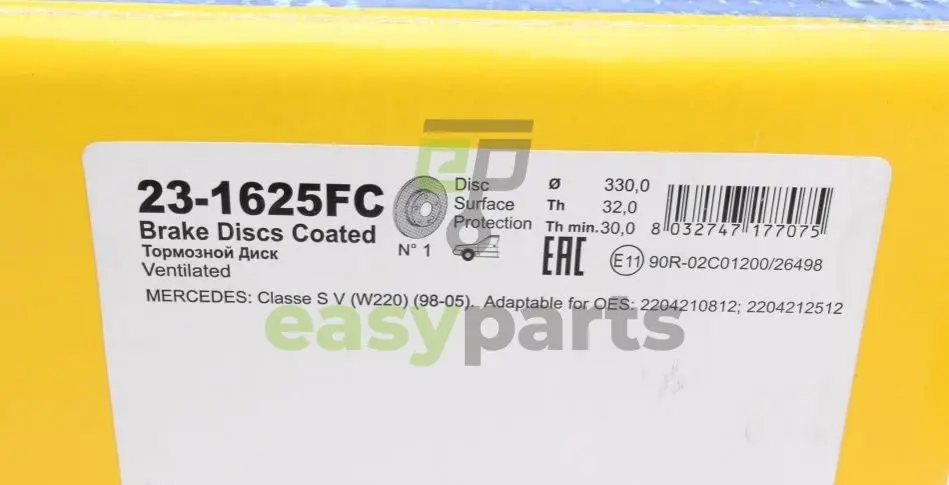 23-1625FC
Brake Discs Coated
Тормозной Диск
Ventilated
N° 1
Disc
Surface
Protection
Ø 330,0
Th 32,0
Th min. 30,0
8 032747 177075
EAC
E11 90R-02C01200/26498
MERCEDES: Classe S V (W220) (98-05). Adaptable for OES: 2204210812; 2204212512
ep
easyparts